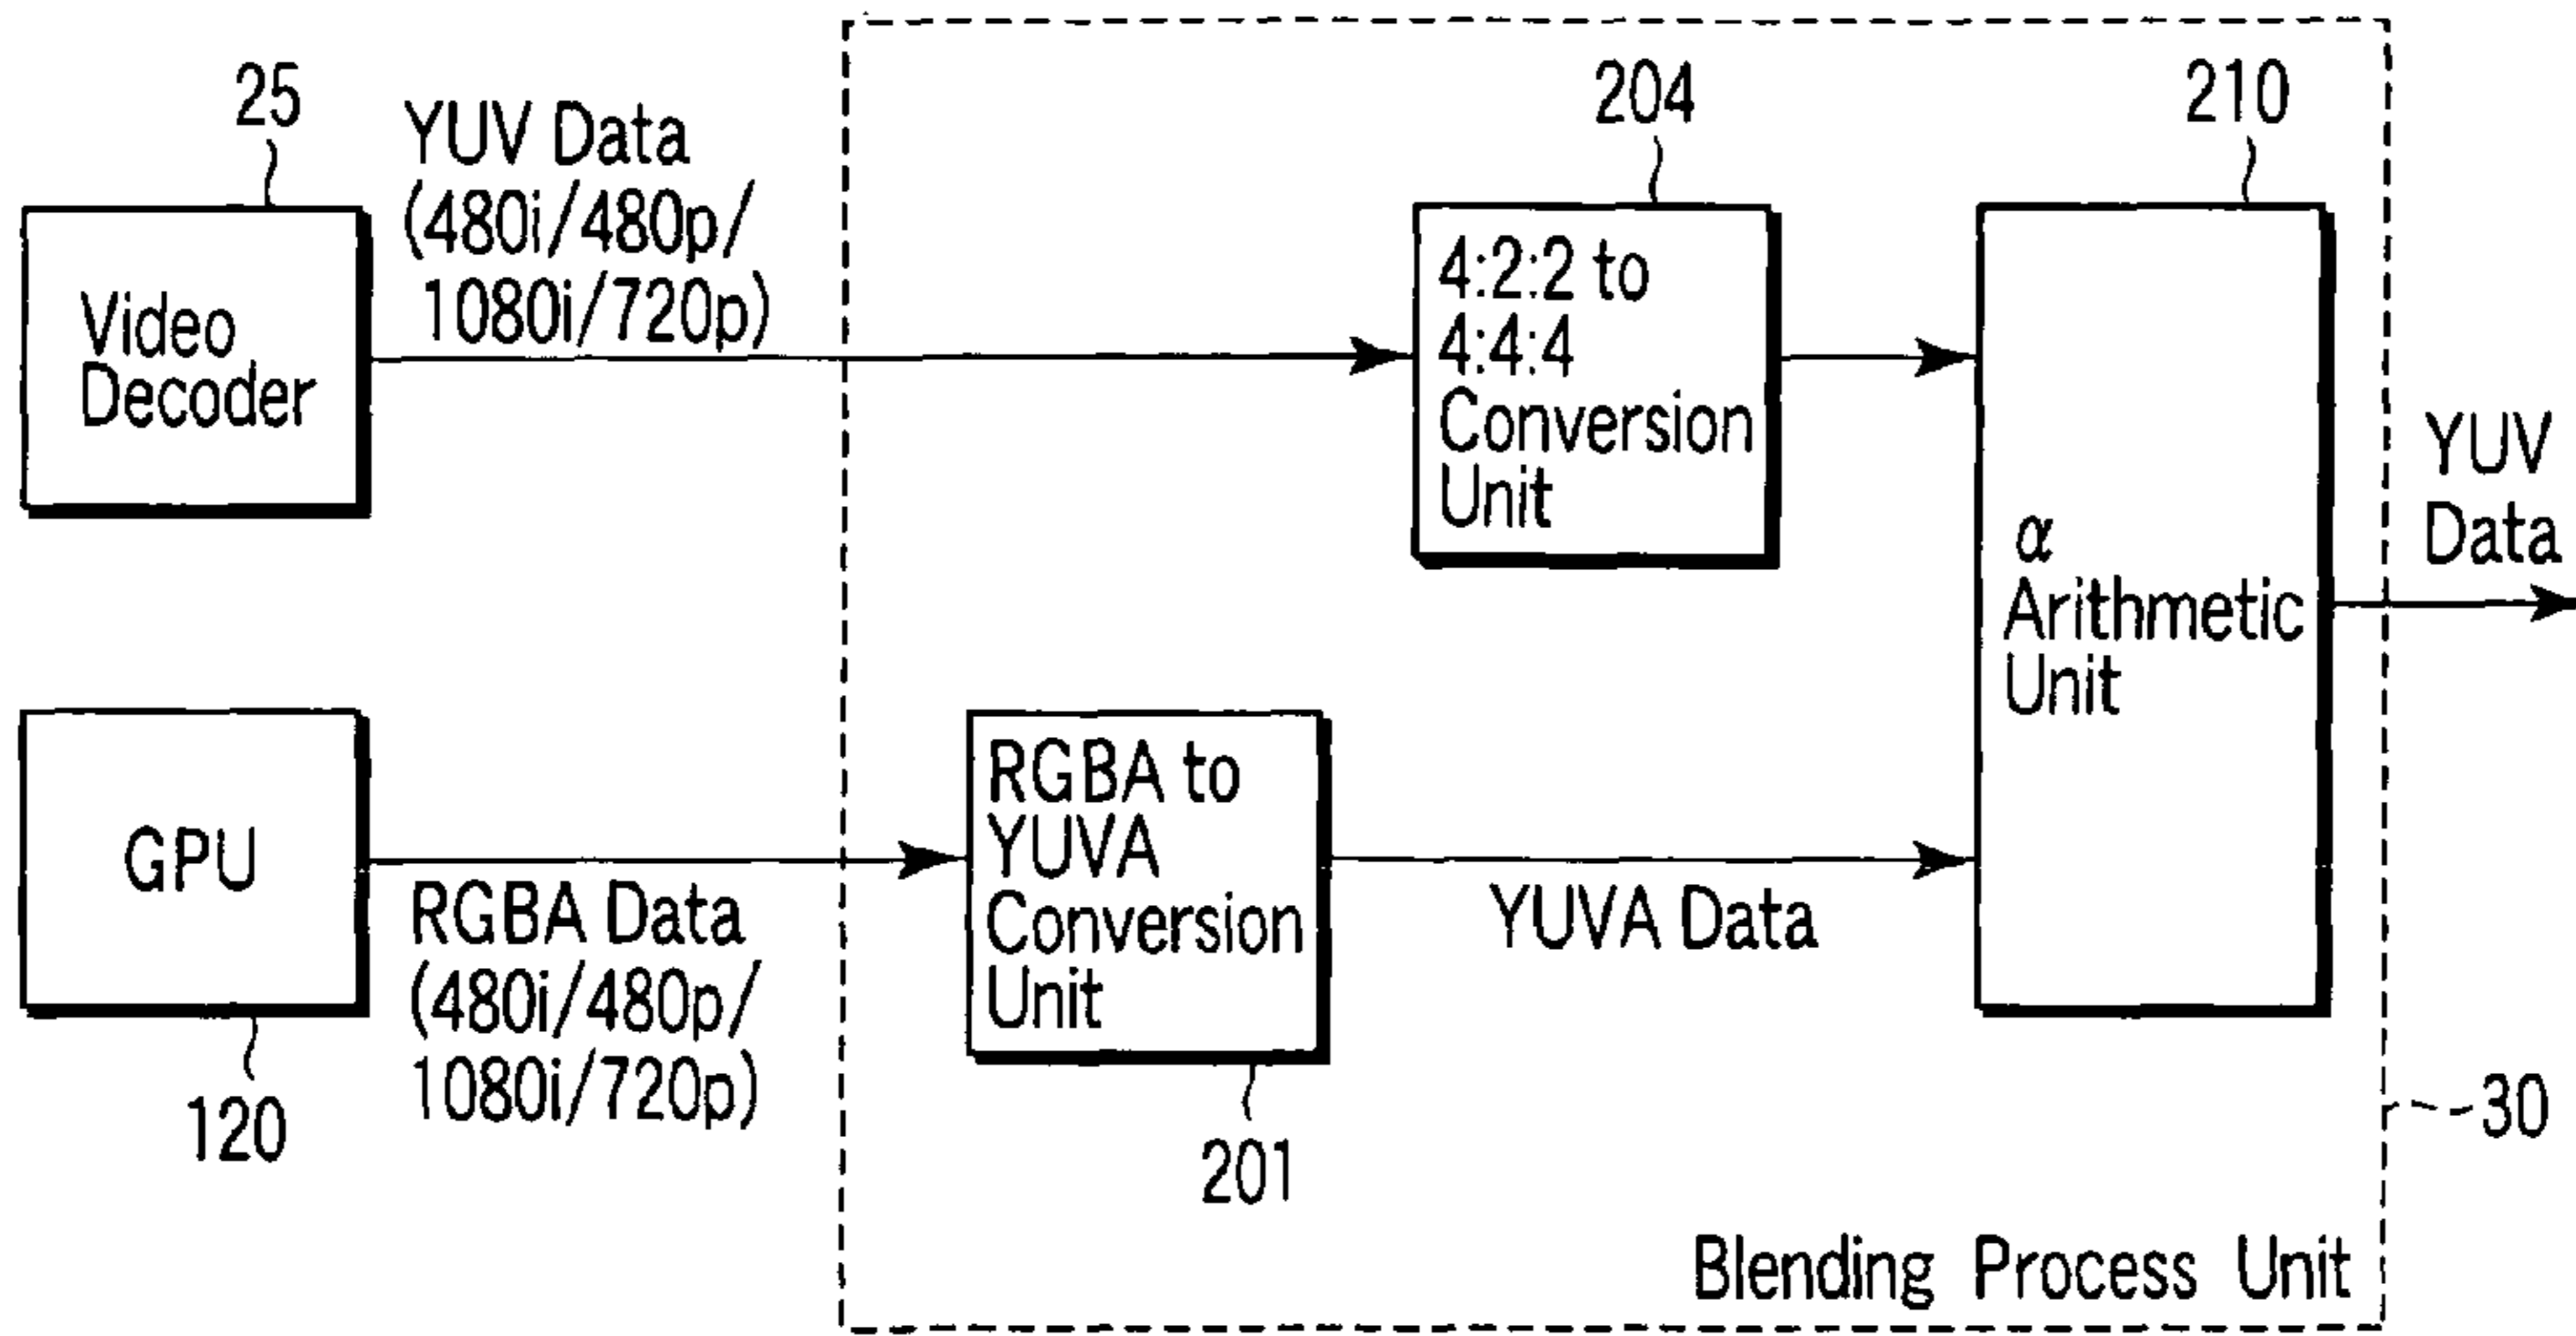 25
YUV Data
(480i/480p/
1080i/720p)
204
210
Video
Decoder
4:2:2 to
4:4:4
Conversion
Unit
α
Arithmetic
Unit
YUV
Data
GPU
120
RGBA Data
(480i/480p/
1080i/720p)
RGBA to
YUVA
Conversion
Unit
201
YUVA Data
30
Blending Process Unit